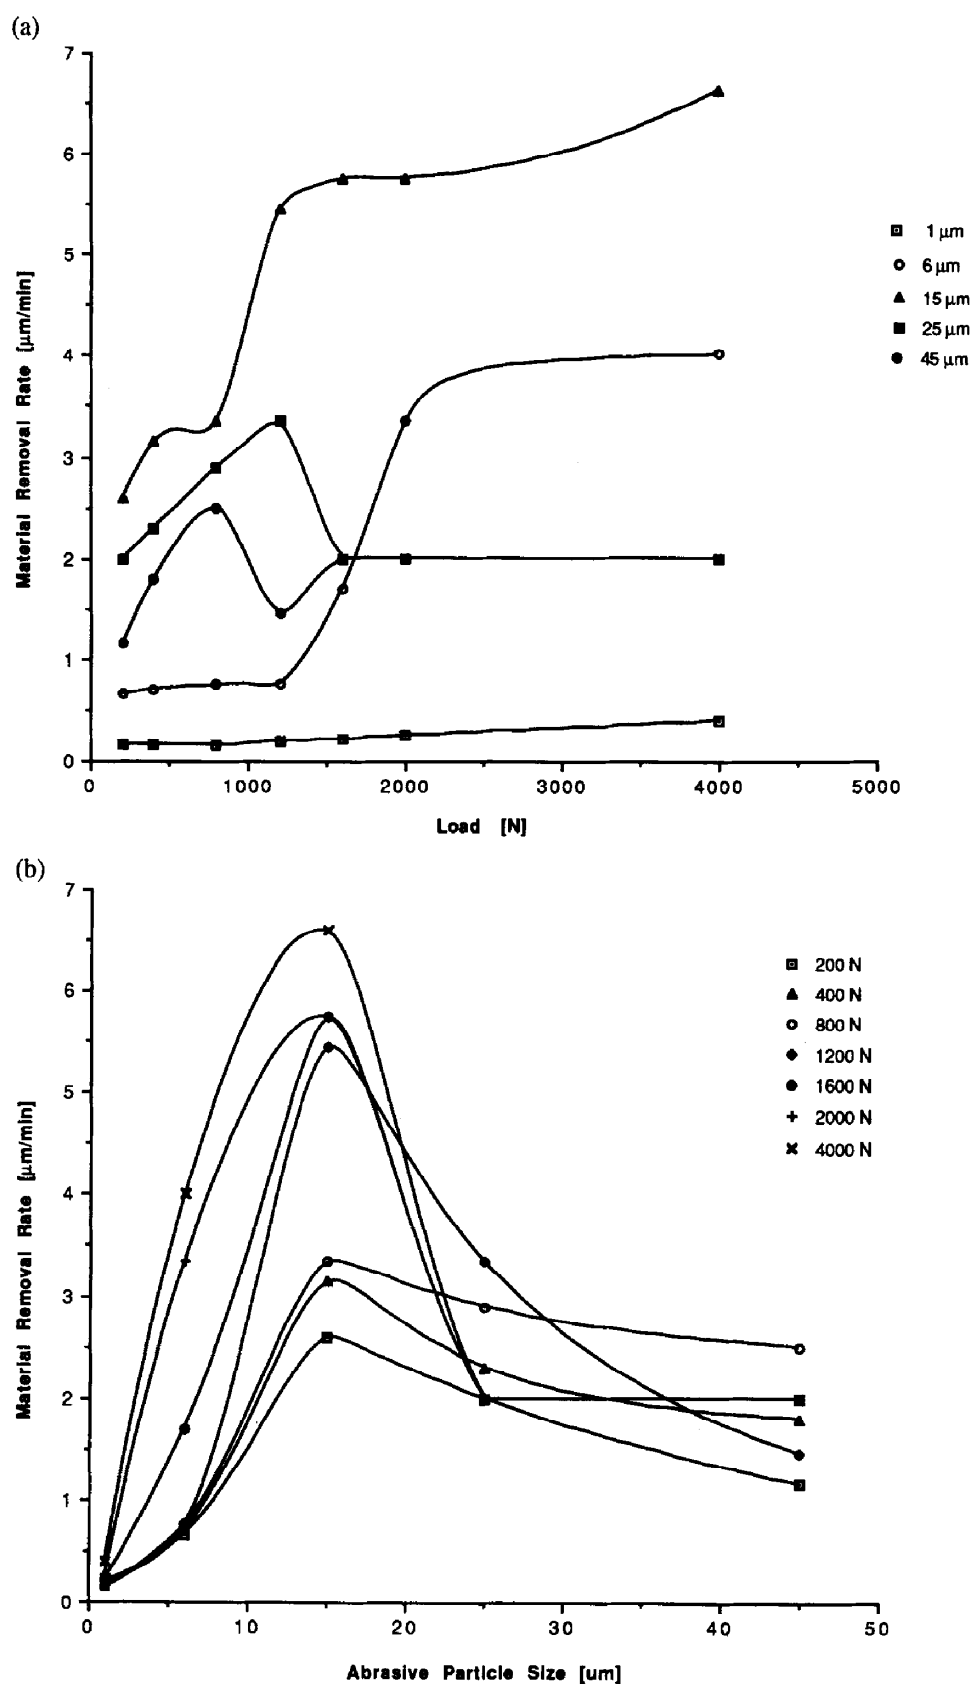 (a)
7
6
5
4
3
2
1
0
Material Removal Rate [µm/min]
0 1000 2000 3000 4000 5000
Load [N]
1 µm
6 µm
15 µm
25 µm
45 µm
(b)
7
6
5
4
3
2
1
0
Material Removal Rate [µm/min]
0 10 20 30 40 50
Abrasive Particle Size [um]
200 N
400 N
800 N
1200 N
1600 N
2000 N
4000 N